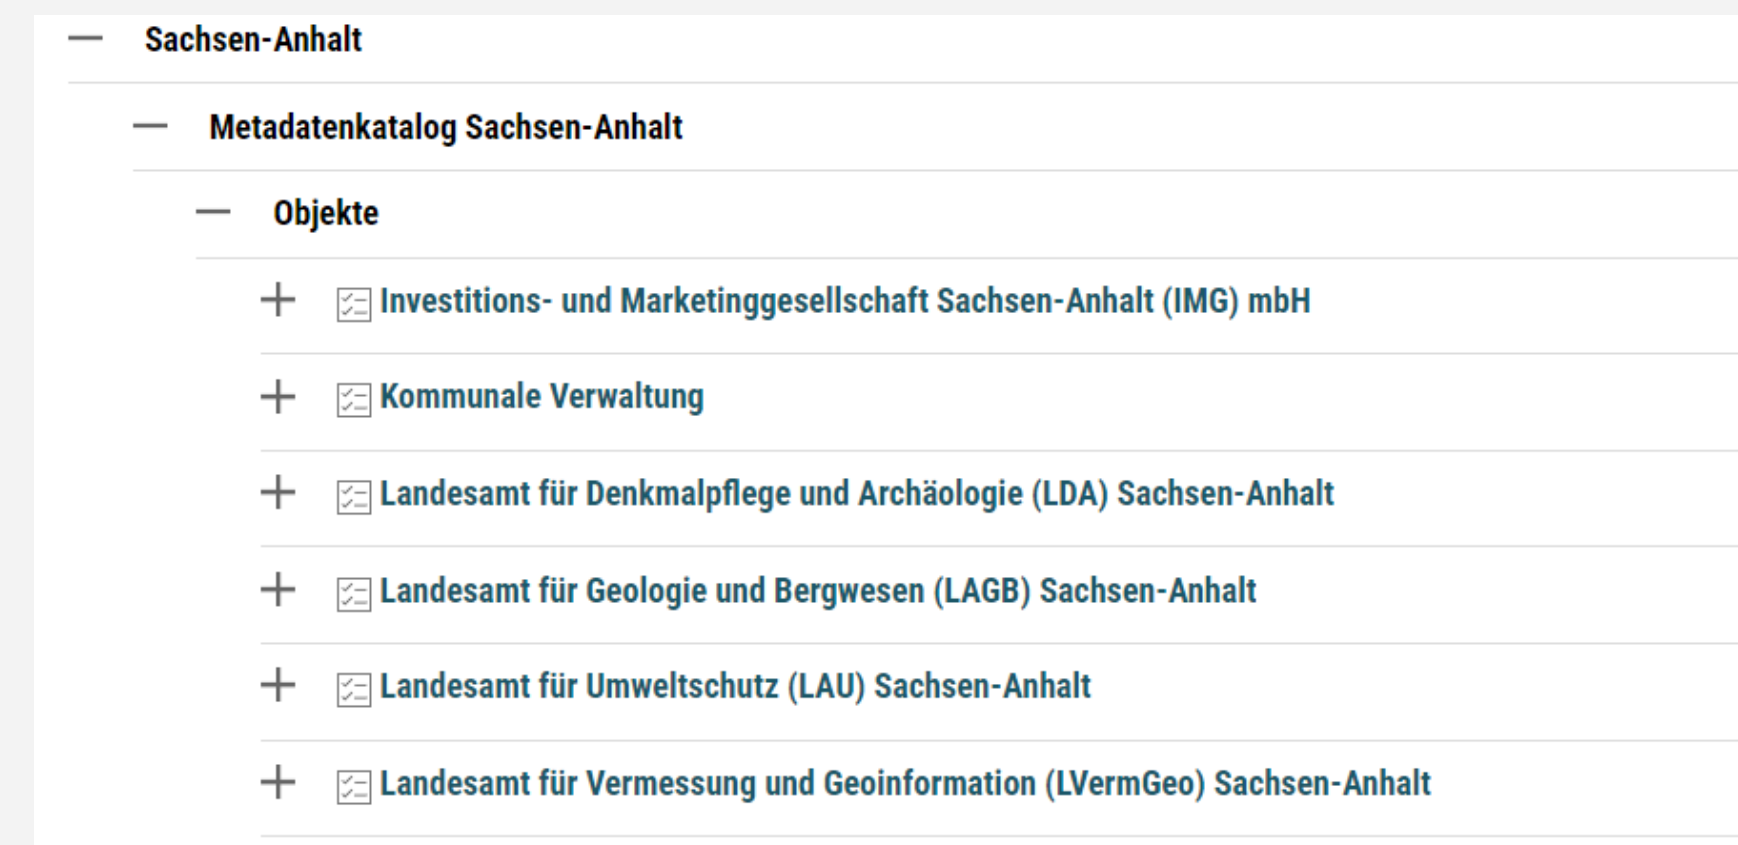 Sachsen-Anhalt
Metadatenkatalog Sachsen-Anhalt
Objekte
Investitions- und Marketinggesellschaft Sachsen-Anhalt (IMG) mbH
Kommunale Verwaltung
Landesamt für Denkmalpflege und Archäologie (LDA) Sachsen-Anhalt
Landesamt für Geologie und Bergwesen (LAGB) Sachsen-Anhalt
Landesamt für Umweltschutz (LAU) Sachsen-Anhalt
Landesamt für Vermessung und Geoinformation (LVermGeo) Sachsen-Anhalt